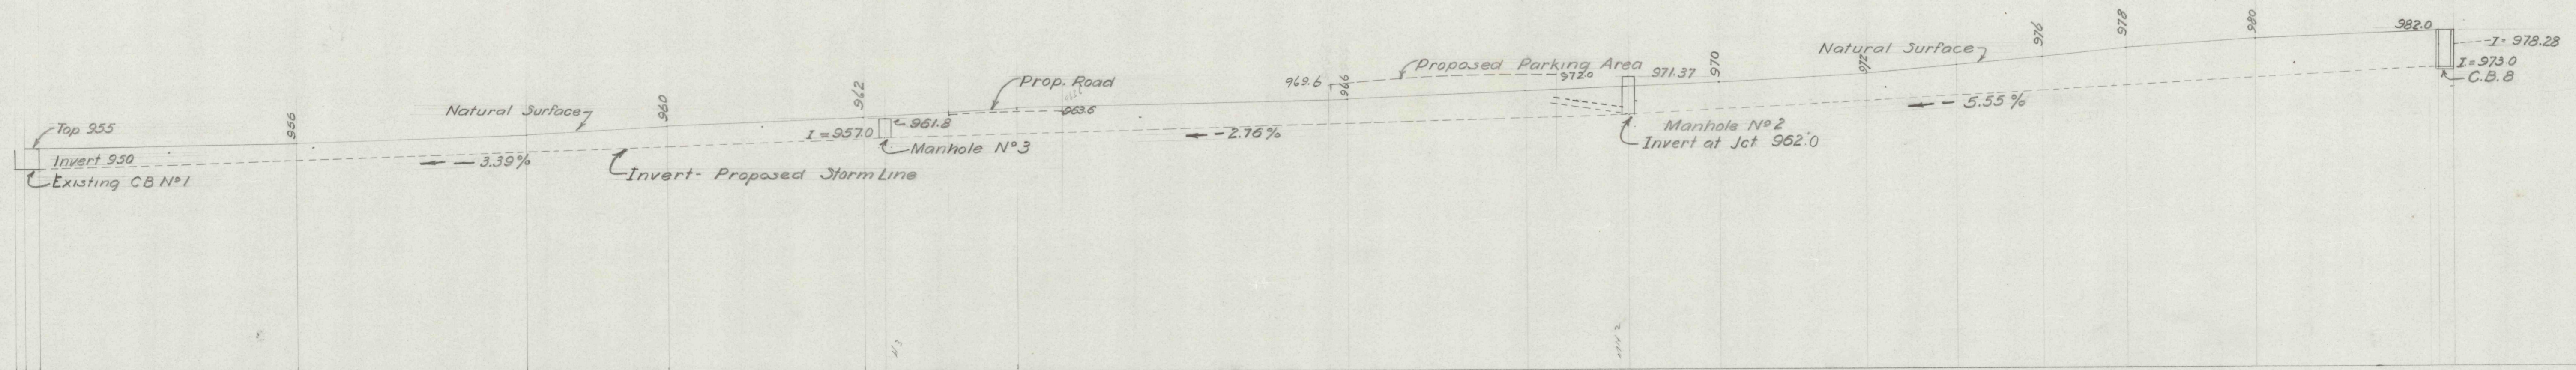 Top 955
Invert 950
Existing CB Nº1
956
Natural Surface
3.39%
960
Invert - Proposed Storm Line
962
I = 957.0
961.8
Manhole Nº3
Prop. Road
963.6
2.76%
969.6
966
Proposed Parking Area
972.0
971.37
970
Manhole Nº2
Invert at Jct 962.0
Natural Surface
972
5.55%
976
978
980
982.0
I = 978.28
I = 973.0
C.B. 8